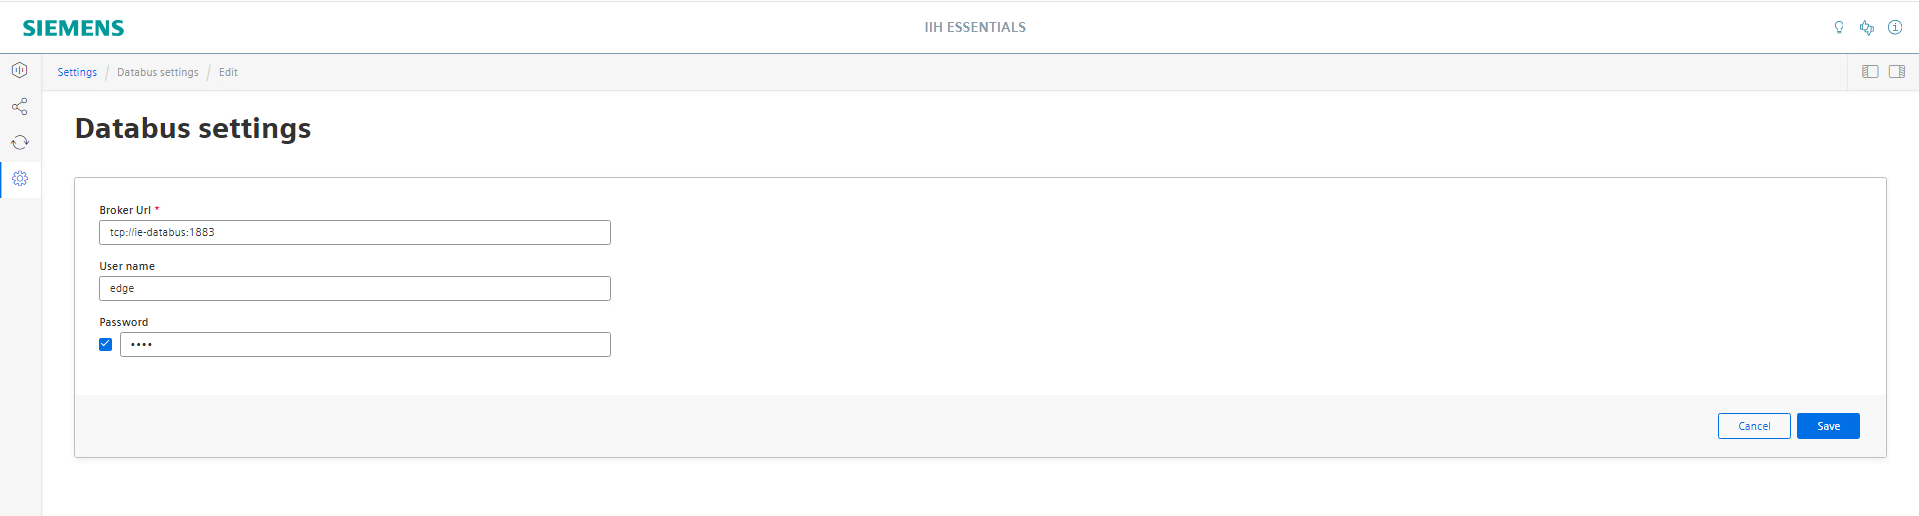 SIEMENS
IIH ESSENTIALS
Settings / Databus settings / Edit
Databus settings
Broker Url *
tcp://ie-databus:1883
User name
edge
Password
••••
Cancel
Save